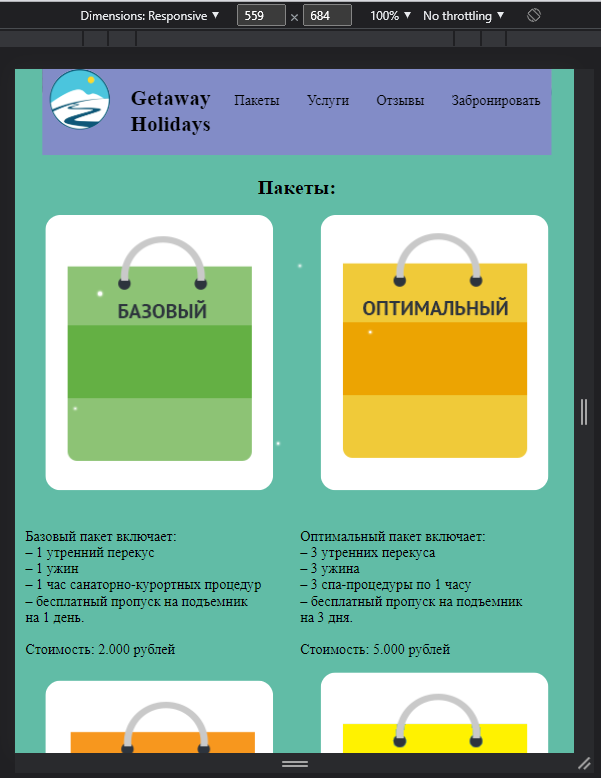 Dimensions: Responsive 559 × 684 100% No throttling
Getaway
Holidays
Пакеты Услуги Отзывы Забронировать
Пакеты:
БАЗОВЫЙ
ОПТИМАЛЬНЫЙ
Базовый пакет включает:
– 1 утренний перекус
– 1 ужин
– 1 час санаторно-курортных процедур
– бесплатный пропуск на подъемник
на 1 день.
Стоимость: 2.000 рублей
Оптимальный пакет включает:
– 3 утренних перекуса
– 3 ужина
– 3 спа-процедуры по 1 часу
– бесплатный пропуск на подъемник
на 3 дня.
Стоимость: 5.000 рублей